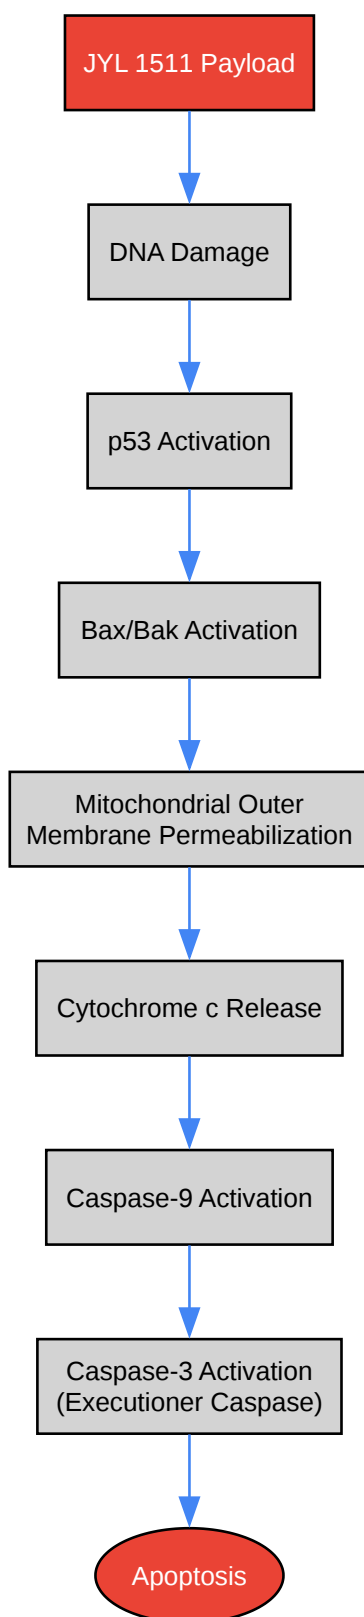 JYL 1511 Payload
DNA Damage
p53 Activation
Bax/Bak Activation
Mitochondrial Outer
Membrane Permeabilization
Cytochrome c Release
Caspase-9 Activation
Caspase-3 Activation
(Executioner Caspase)
Apoptosis